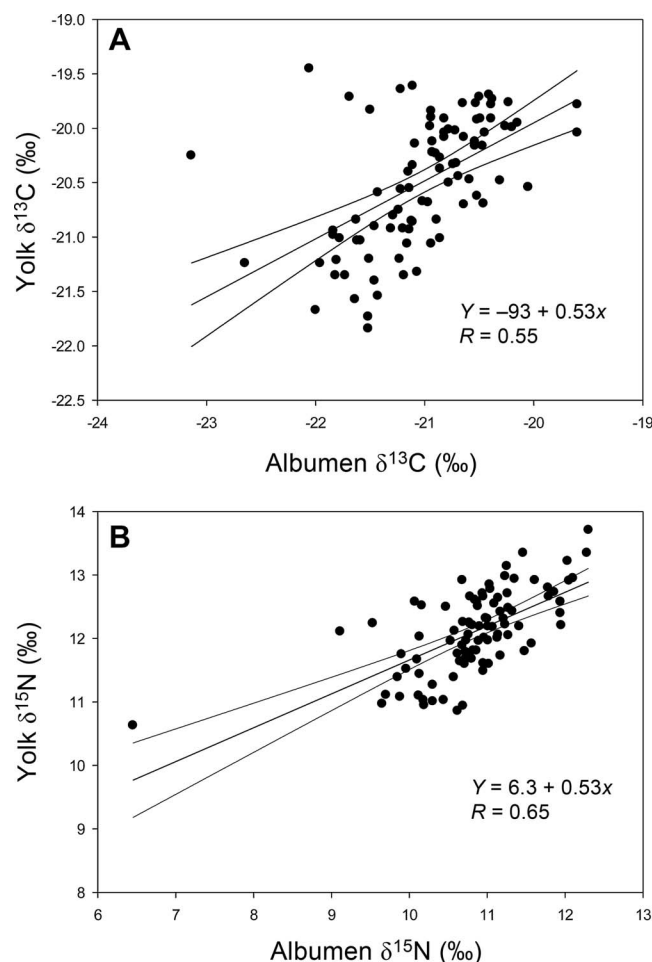 A
-19.0
-19.5
-20.0
-20.5
-21.0
-21.5
-22.0
-22.5
Yolk δ¹³C (‰)
Y = –93 + 0.53x
R = 0.55
-24 -23 -22 -21 -20 -19
Albumen δ¹³C (‰)
B
14
13
12
11
10
9
8
Yolk δ¹⁵N (‰)
Y = 6.3 + 0.53x
R = 0.65
6 7 8 9 10 11 12 13
Albumen δ¹⁵N (‰)